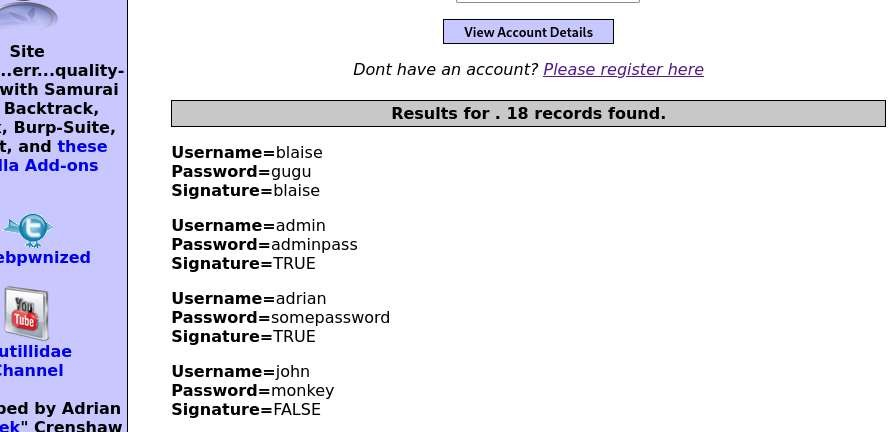 Site
..err...quality-
with Samurai
Backtrack,
Burp-Suite,
and these
Add-ons
You
Tube
Channel
by Adrian
Crenshaw
View Account Details
Dont have an account? Please register here
Results for . 18 records found.
Username=blaise
Password=gugu
Signature=blaise
Username=admin
Password=adminpass
Signature=TRUE
Username=adrian
Password=somepassword
Signature=TRUE
Username=john
Password=monkey
Signature=FALSE